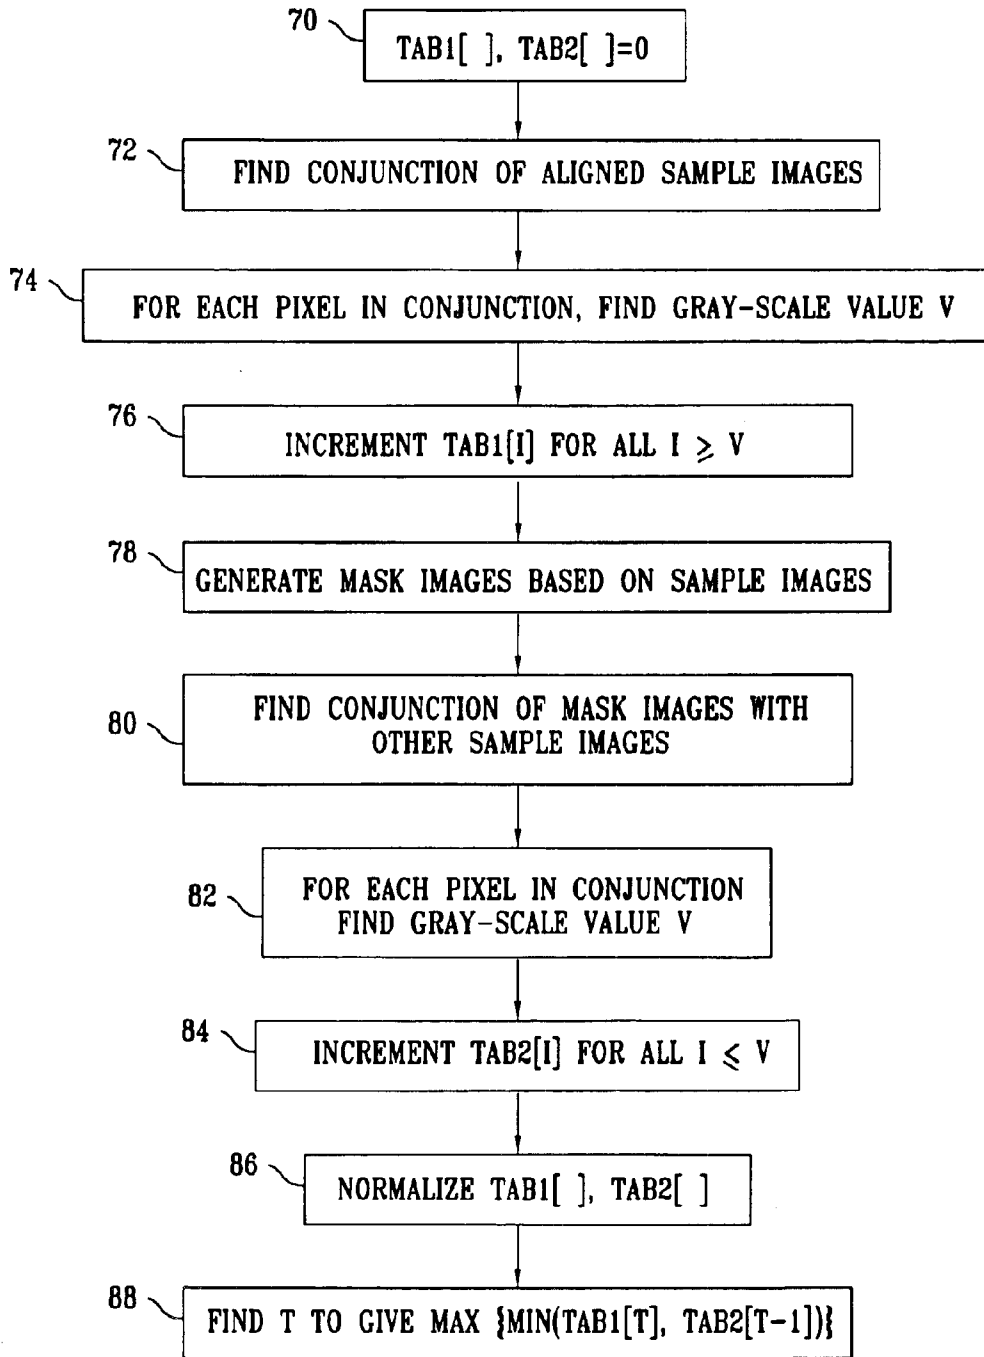 70
TAB1[ ], TAB2[ ]=0
72
FIND CONJUNCTION OF ALIGNED SAMPLE IMAGES
74
FOR EACH PIXEL IN CONJUNCTION, FIND GRAY-SCALE VALUE V
76
INCREMENT TAB1[I] FOR ALL I ⩾ V
78
GENERATE MASK IMAGES BASED ON SAMPLE IMAGES
80
FIND CONJUNCTION OF MASK IMAGES WITH
OTHER SAMPLE IMAGES
82
FOR EACH PIXEL IN CONJUNCTION
FIND GRAY-SCALE VALUE V
84
INCREMENT TAB2[I] FOR ALL I ⩽ V
86
NORMALIZE TAB1[ ], TAB2[ ]
88
FIND T TO GIVE MAX {MIN(TAB1[T], TAB2[T-1])}